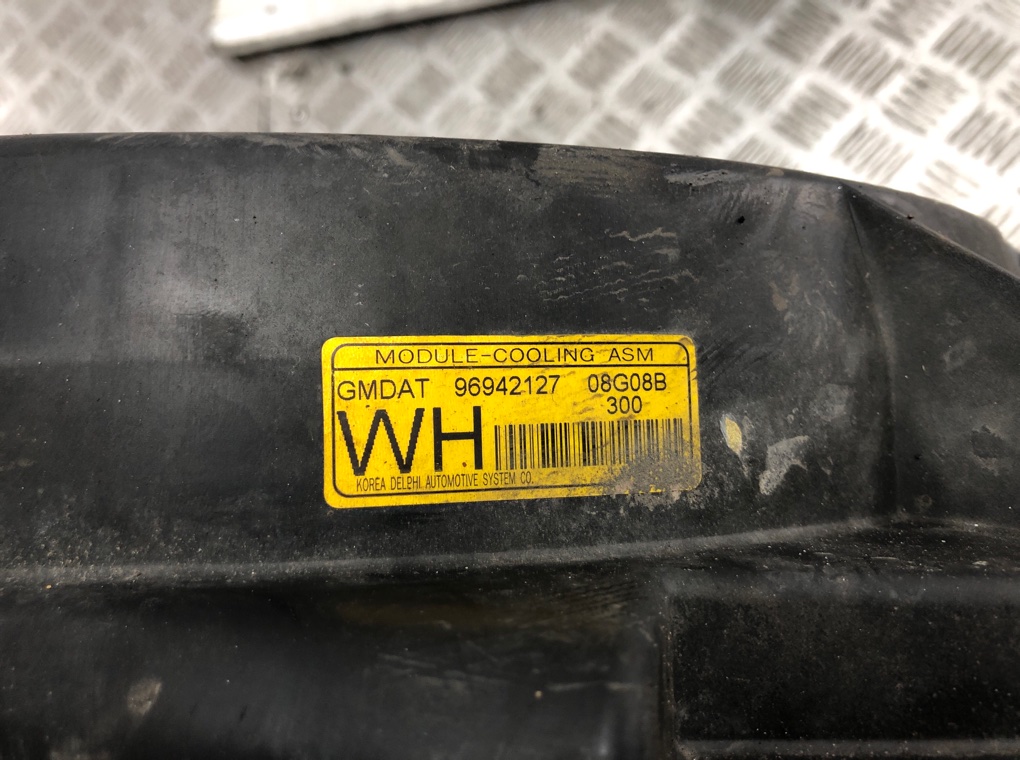 MODULE-COOLING ASM
GMDAT 96942127 08G08B
300
WH
KOREA DELPHI AUTOMOTIVE SYSTEM CO.